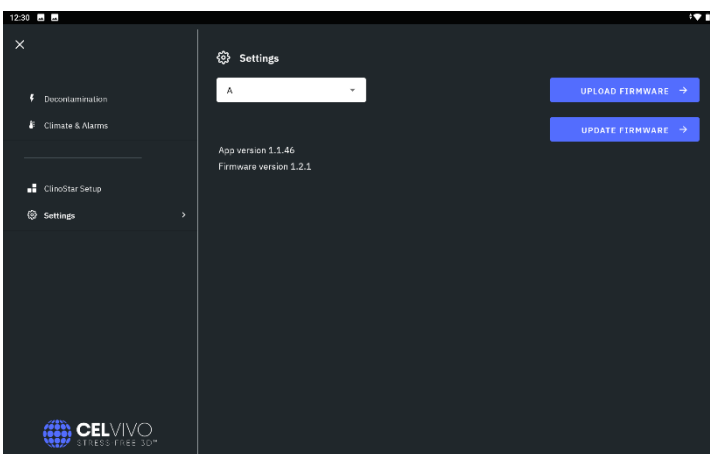 12:30
Settings
A
UPLOAD FIRMWARE
Decontamination
Climate & Alarms
UPDATE FIRMWARE
App version 1.1.46
Firmware version 1.2.1
ClinoStar Setup
Settings
CELVIVO
STRESS FREE 3D™